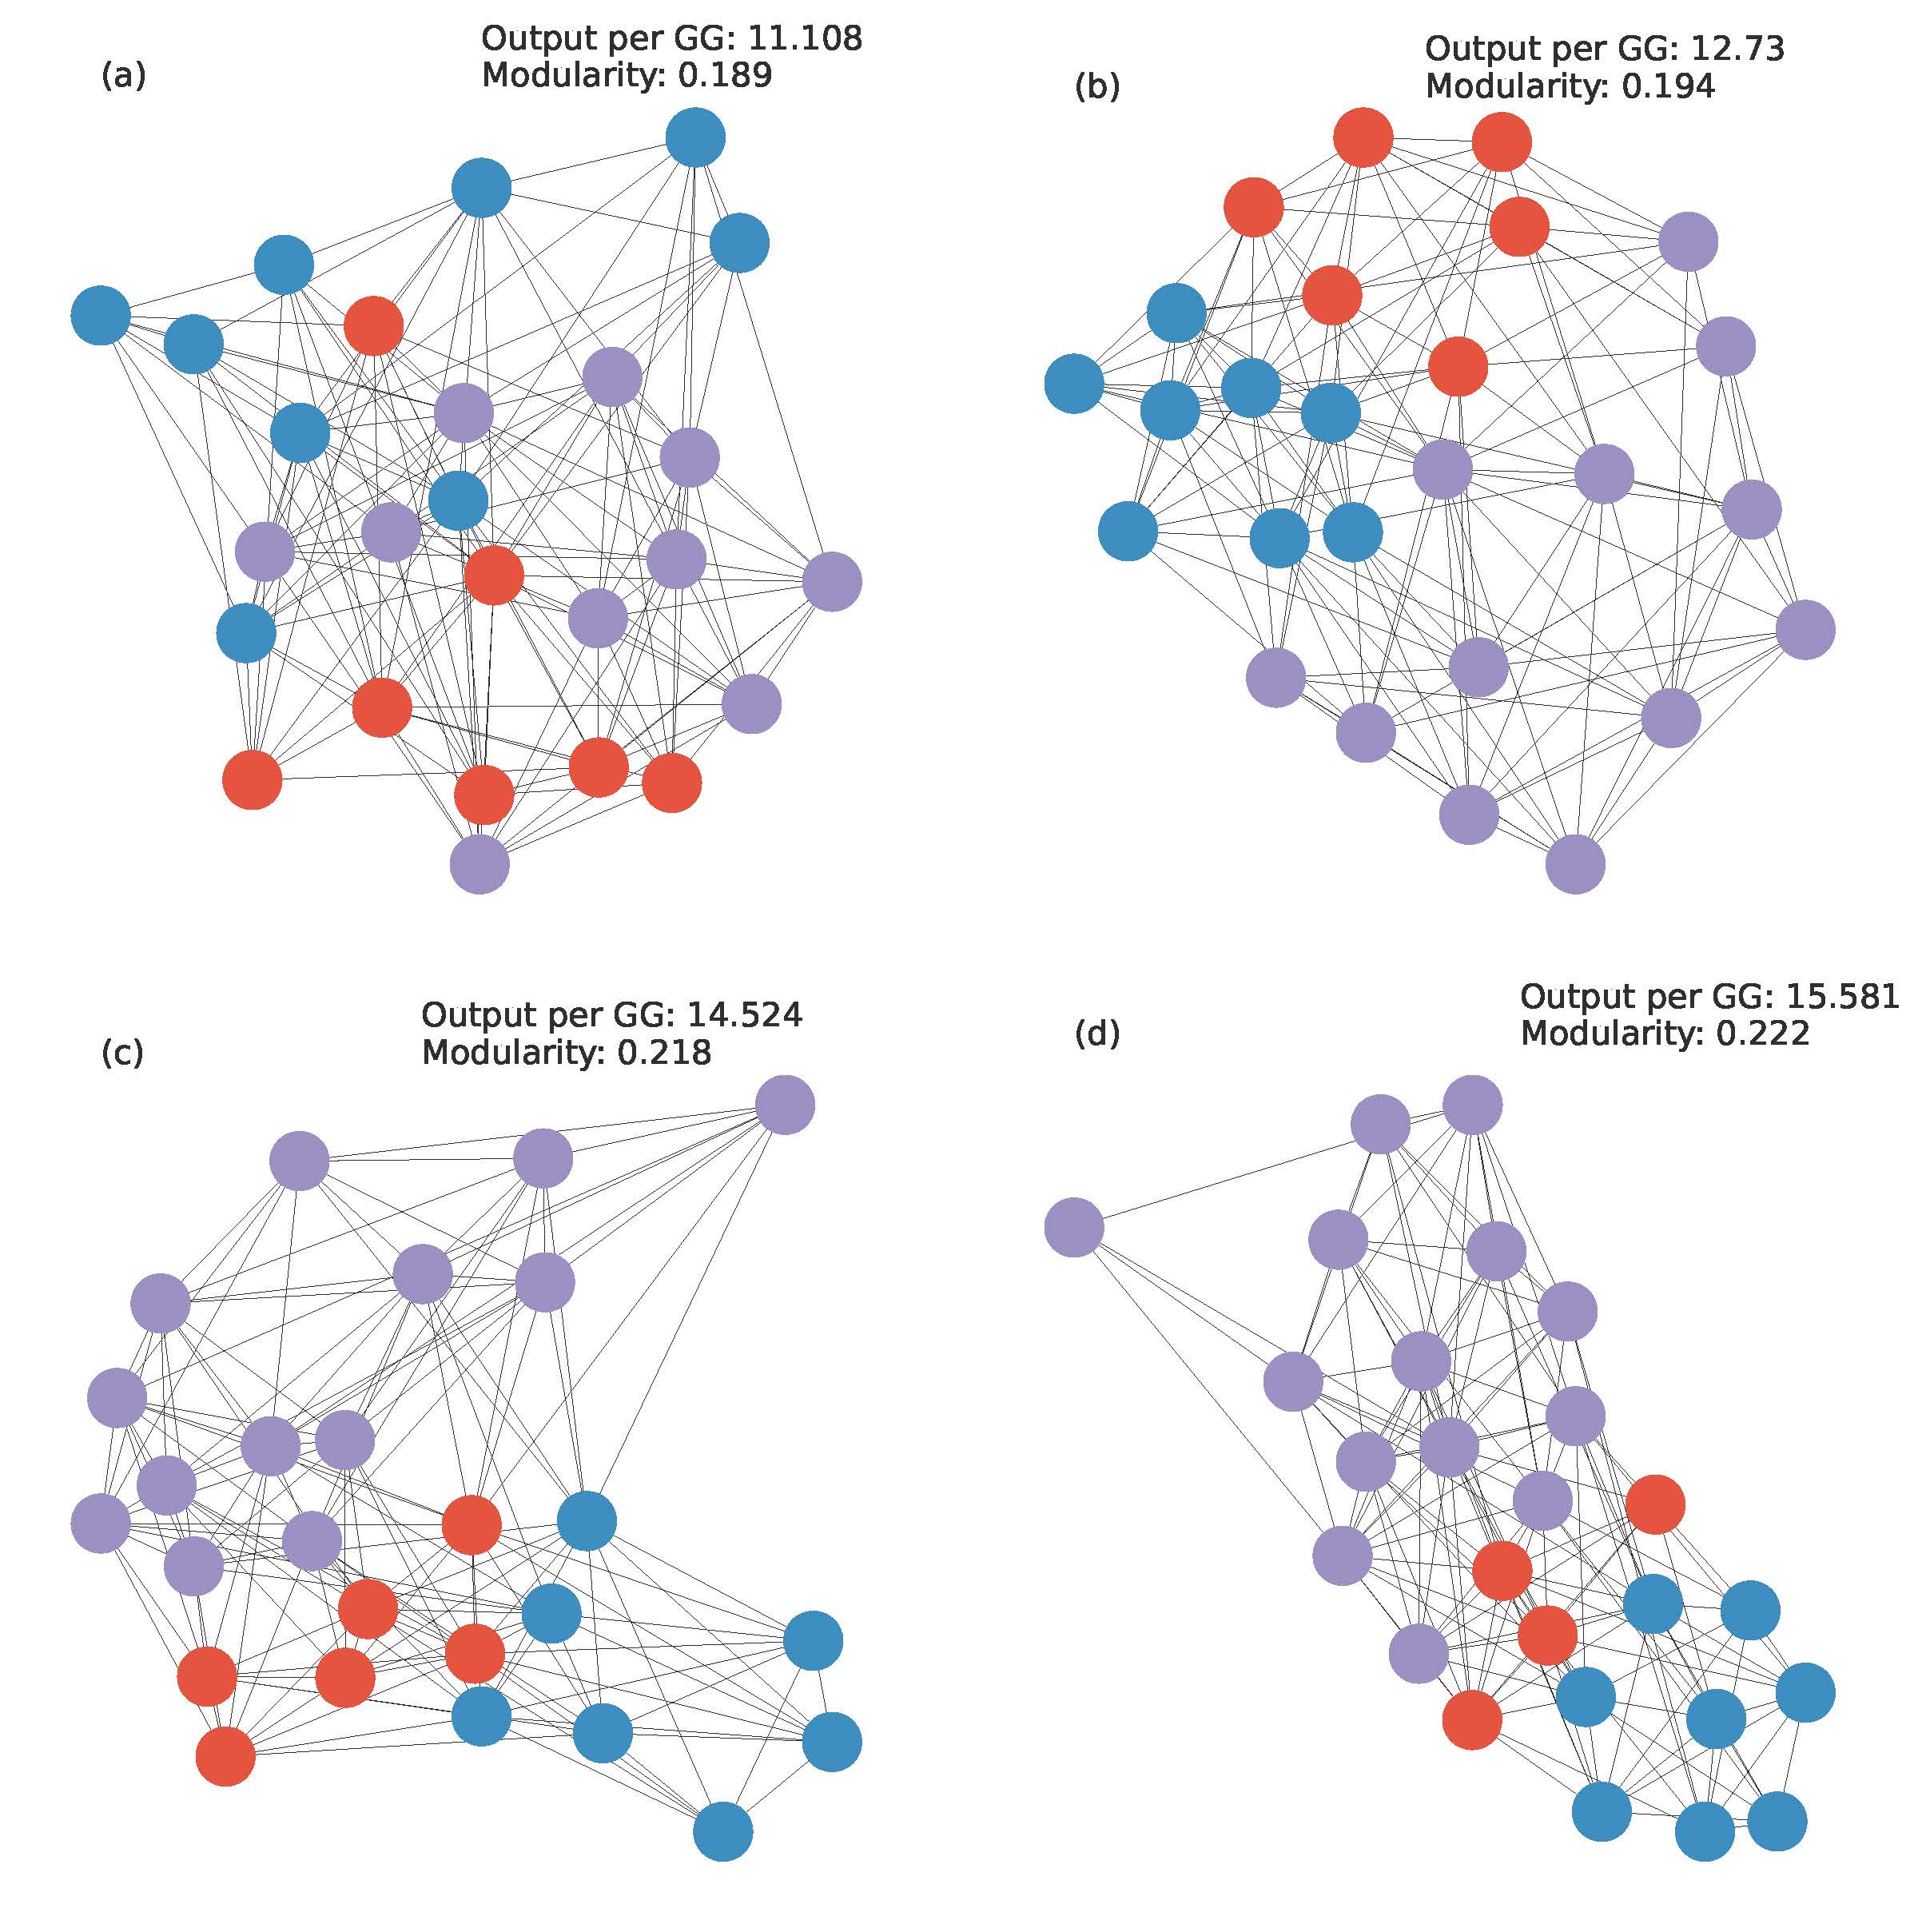 (a)
Output per GG: 11.108
Modularity: 0.189
(b)
Output per GG: 12.73
Modularity: 0.194
(c)
Output per GG: 14.524
Modularity: 0.218
(d)
Output per GG: 15.581
Modularity: 0.222